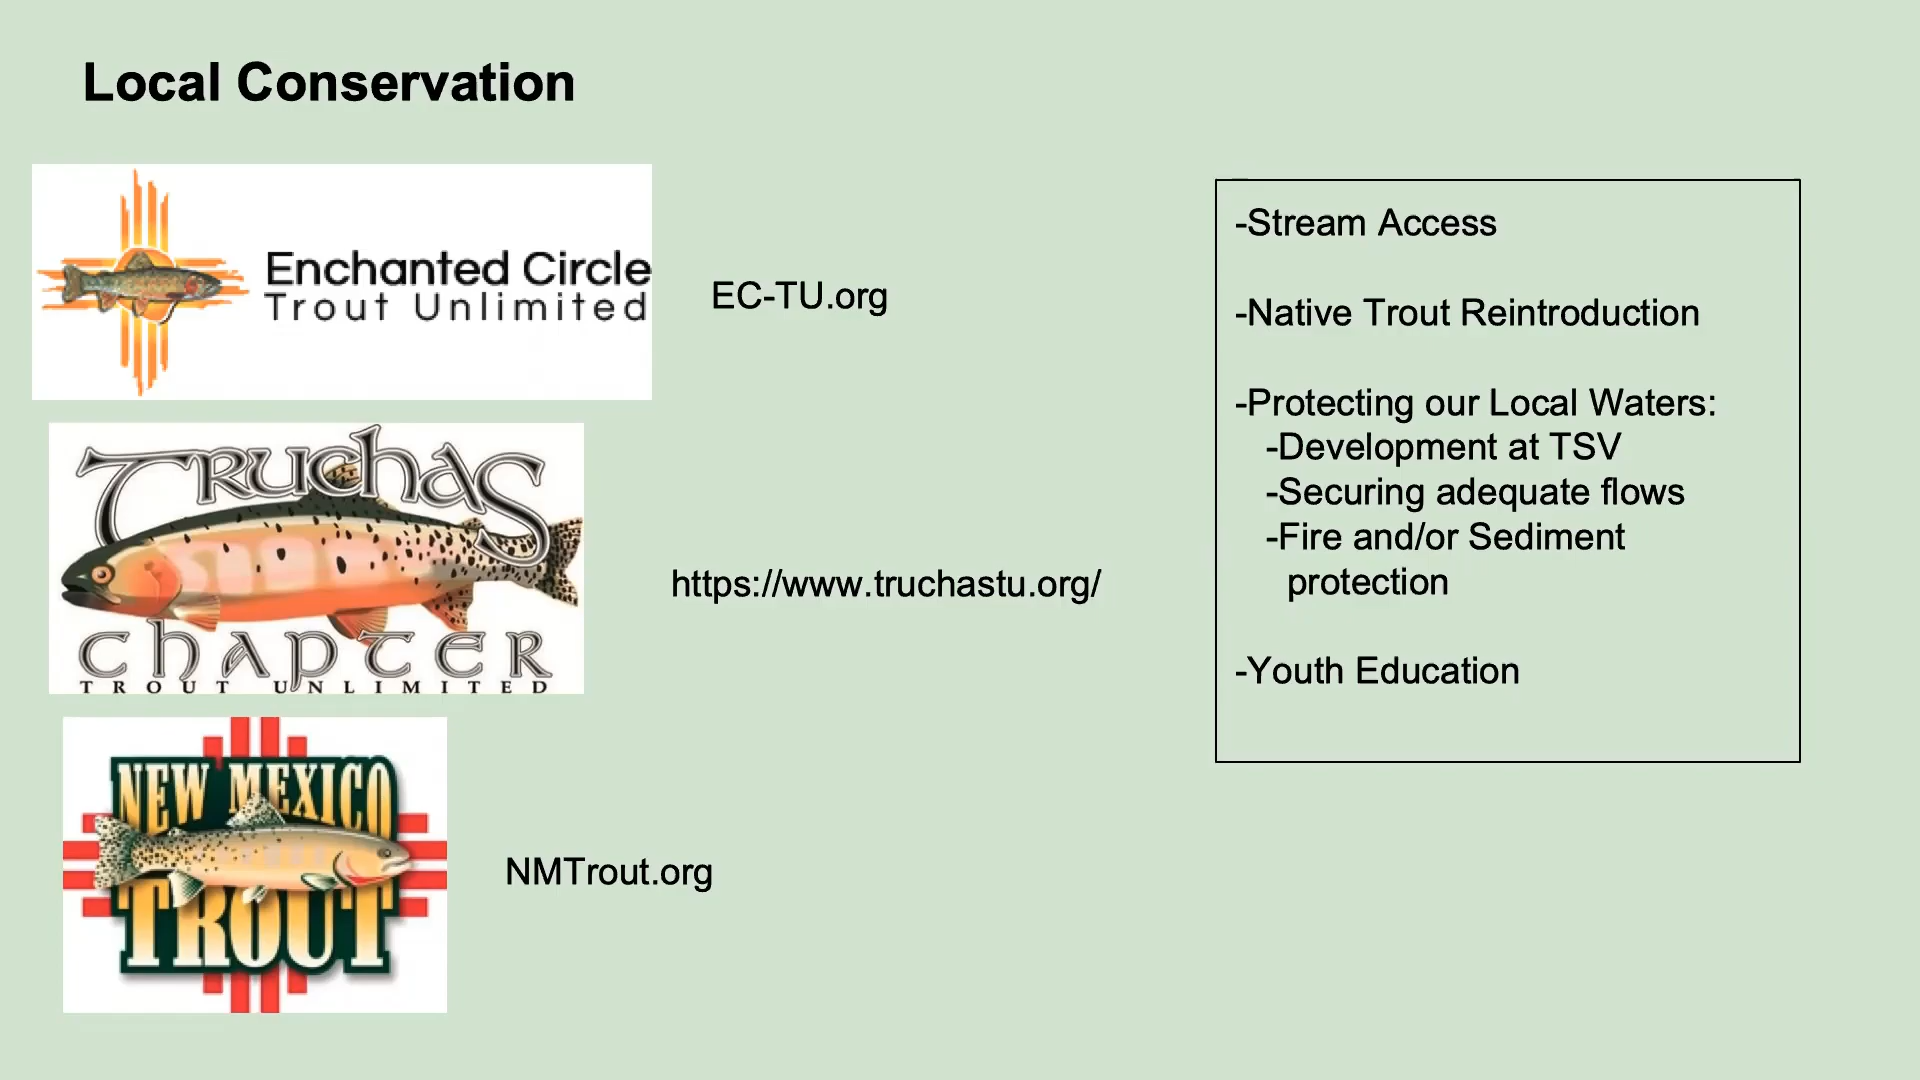 Local Conservation
Enchanted Circle
Trout Unlimited
EC-TU.org
Truchas
Chapter
TROUT UNLIMITED
https://www.truchastu.org/
NEW MEXICO
TROUT
NMTrout.org
-Stream Access
-Native Trout Reintroduction
-Protecting our Local Waters:
-Development at TSV
-Securing adequate flows
-Fire and/or Sediment
protection
-Youth Education